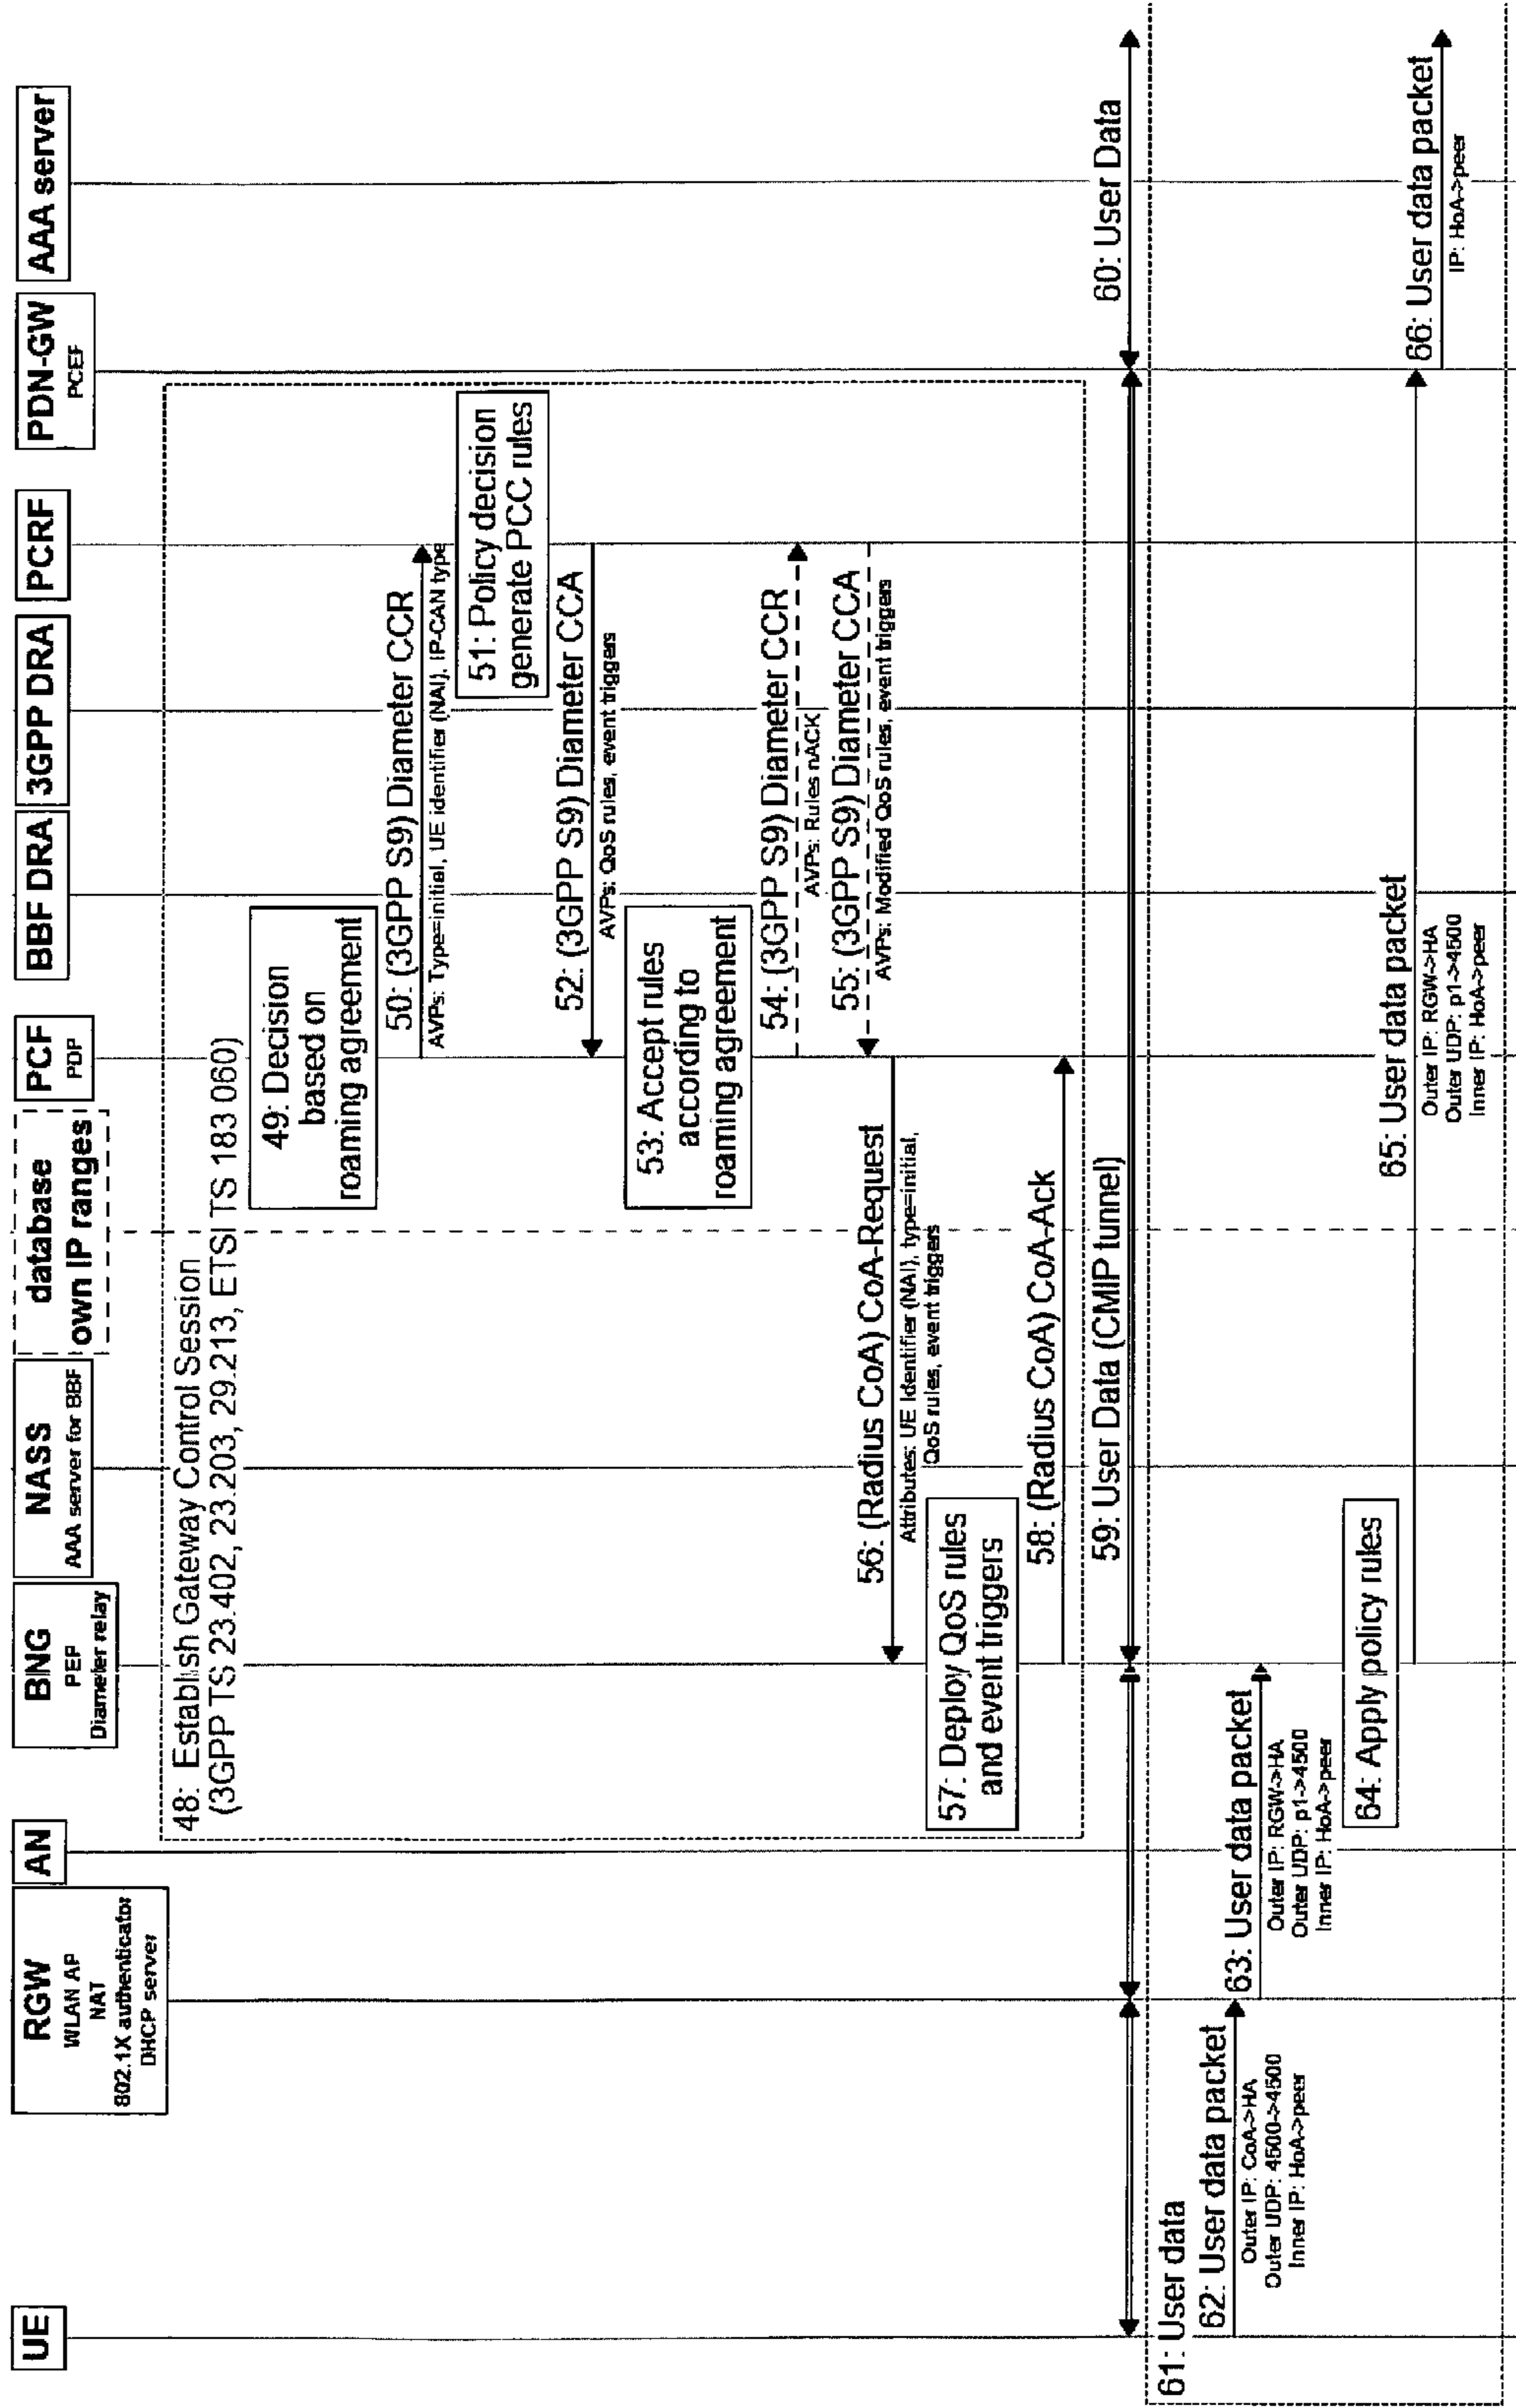 UE
RGW
WLAN AP
NAT
802.1X authenticator
DHCP server
AN
BNG
PEP
Diameter relay
NASS
AAA server for BBF
database
own IP ranges
PCF
PDP
BBF DRA
3GPP DRA
PCRF
PDN-GW
PCEF
AAA server
48: Establish Gateway Control Session
(3GPP TS 23.402, 23.203, 29.213, ETSI TS 183 060)
49: Decision
based on
roaming agreement
50: (3GPP S9) Diameter CCR
AVPs: Type=initial, UE identifier (NAI), IP-CAN type
51: Policy decision
generate PCC rules
52: (3GPP S9) Diameter CCA
AVPs: QoS rules, event triggers
53: Accept rules
according to
roaming agreement
54: (3GPP S9) Diameter CCR
AVPs: Rules nACK
55: (3GPP S9) Diameter CCA
AVPs: Modified QoS rules, event triggers
56: (Radius CoA) CoA-Request
Attributes: UE Identifier (NAI), type=initial,
QoS rules, event triggers
57: Deploy QoS rules
and event triggers
58: (Radius CoA) CoA-Ack
59: User Data (CMIP tunnel)
60: User Data
61: User data
62: User data packet
Outer IP: CoA->HA
Outer UDP: 4500->4500
Inner IP: HoA->peer
63: User data packet
Outer IP: RGW->HA
Outer UDP: p1->4500
Inner IP: HoA->peer
64: Apply policy rules
65: User data packet
Outer IP: RGW->HA
Outer UDP: p1->4500
Inner IP: HoA->peer
66: User data packet
IP: HoA->peer